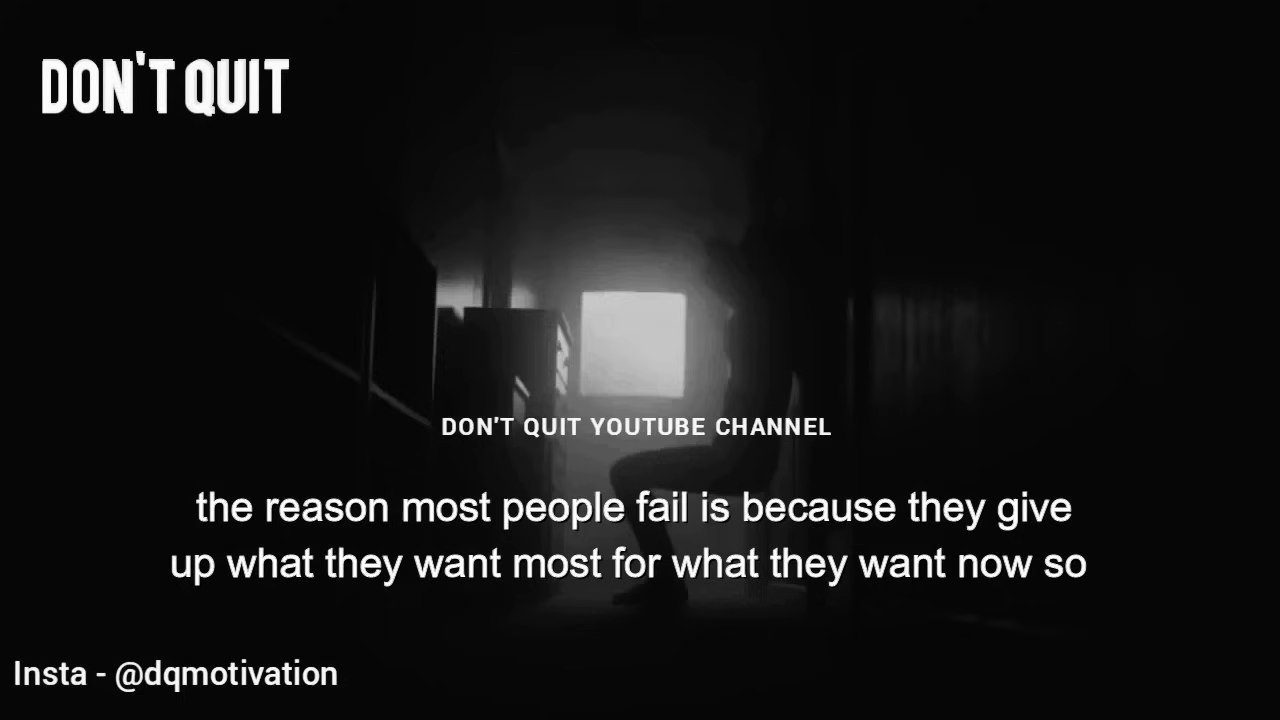 DON'T QUIT
DON'T QUIT YOUTUBE CHANNEL
the reason most people fail is because they give
up what they want most for what they want now so
Insta - @dqmotivation